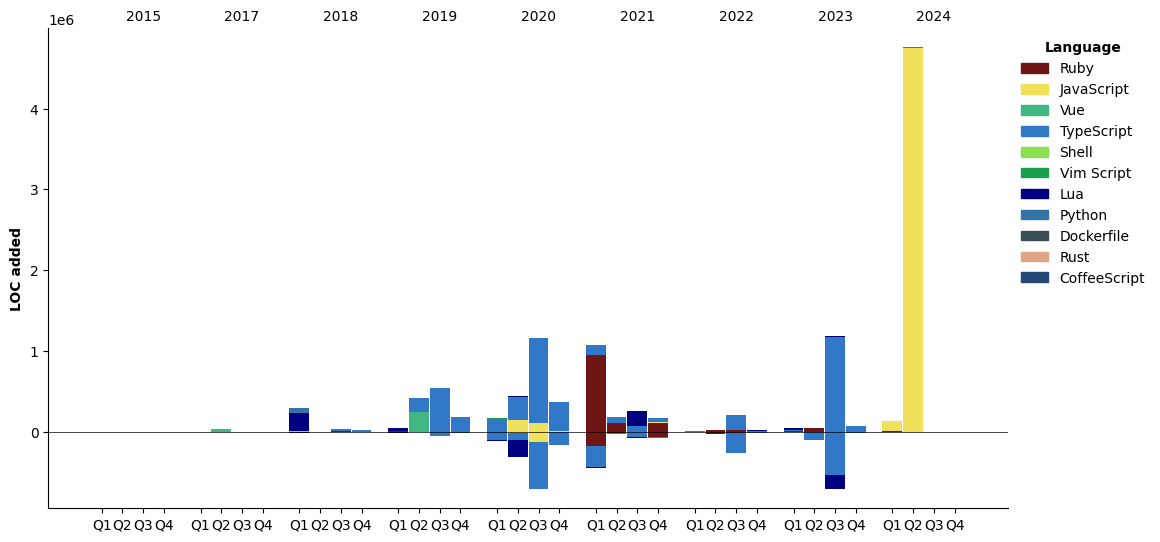 1e6
2015 2017 2018 2019 2020 2021 2022 2023 2024
LOC added
4
3
2
1
0
Q1 Q2 Q3 Q4 Q1 Q2 Q3 Q4 Q1 Q2 Q3 Q4 Q1 Q2 Q3 Q4 Q1 Q2 Q3 Q4 Q1 Q2 Q3 Q4 Q1 Q2 Q3 Q4 Q1 Q2 Q3 Q4 Q1 Q2 Q3 Q4
Language
Ruby
JavaScript
Vue
TypeScript
Shell
Vim Script
Lua
Python
Dockerfile
Rust
CoffeeScript